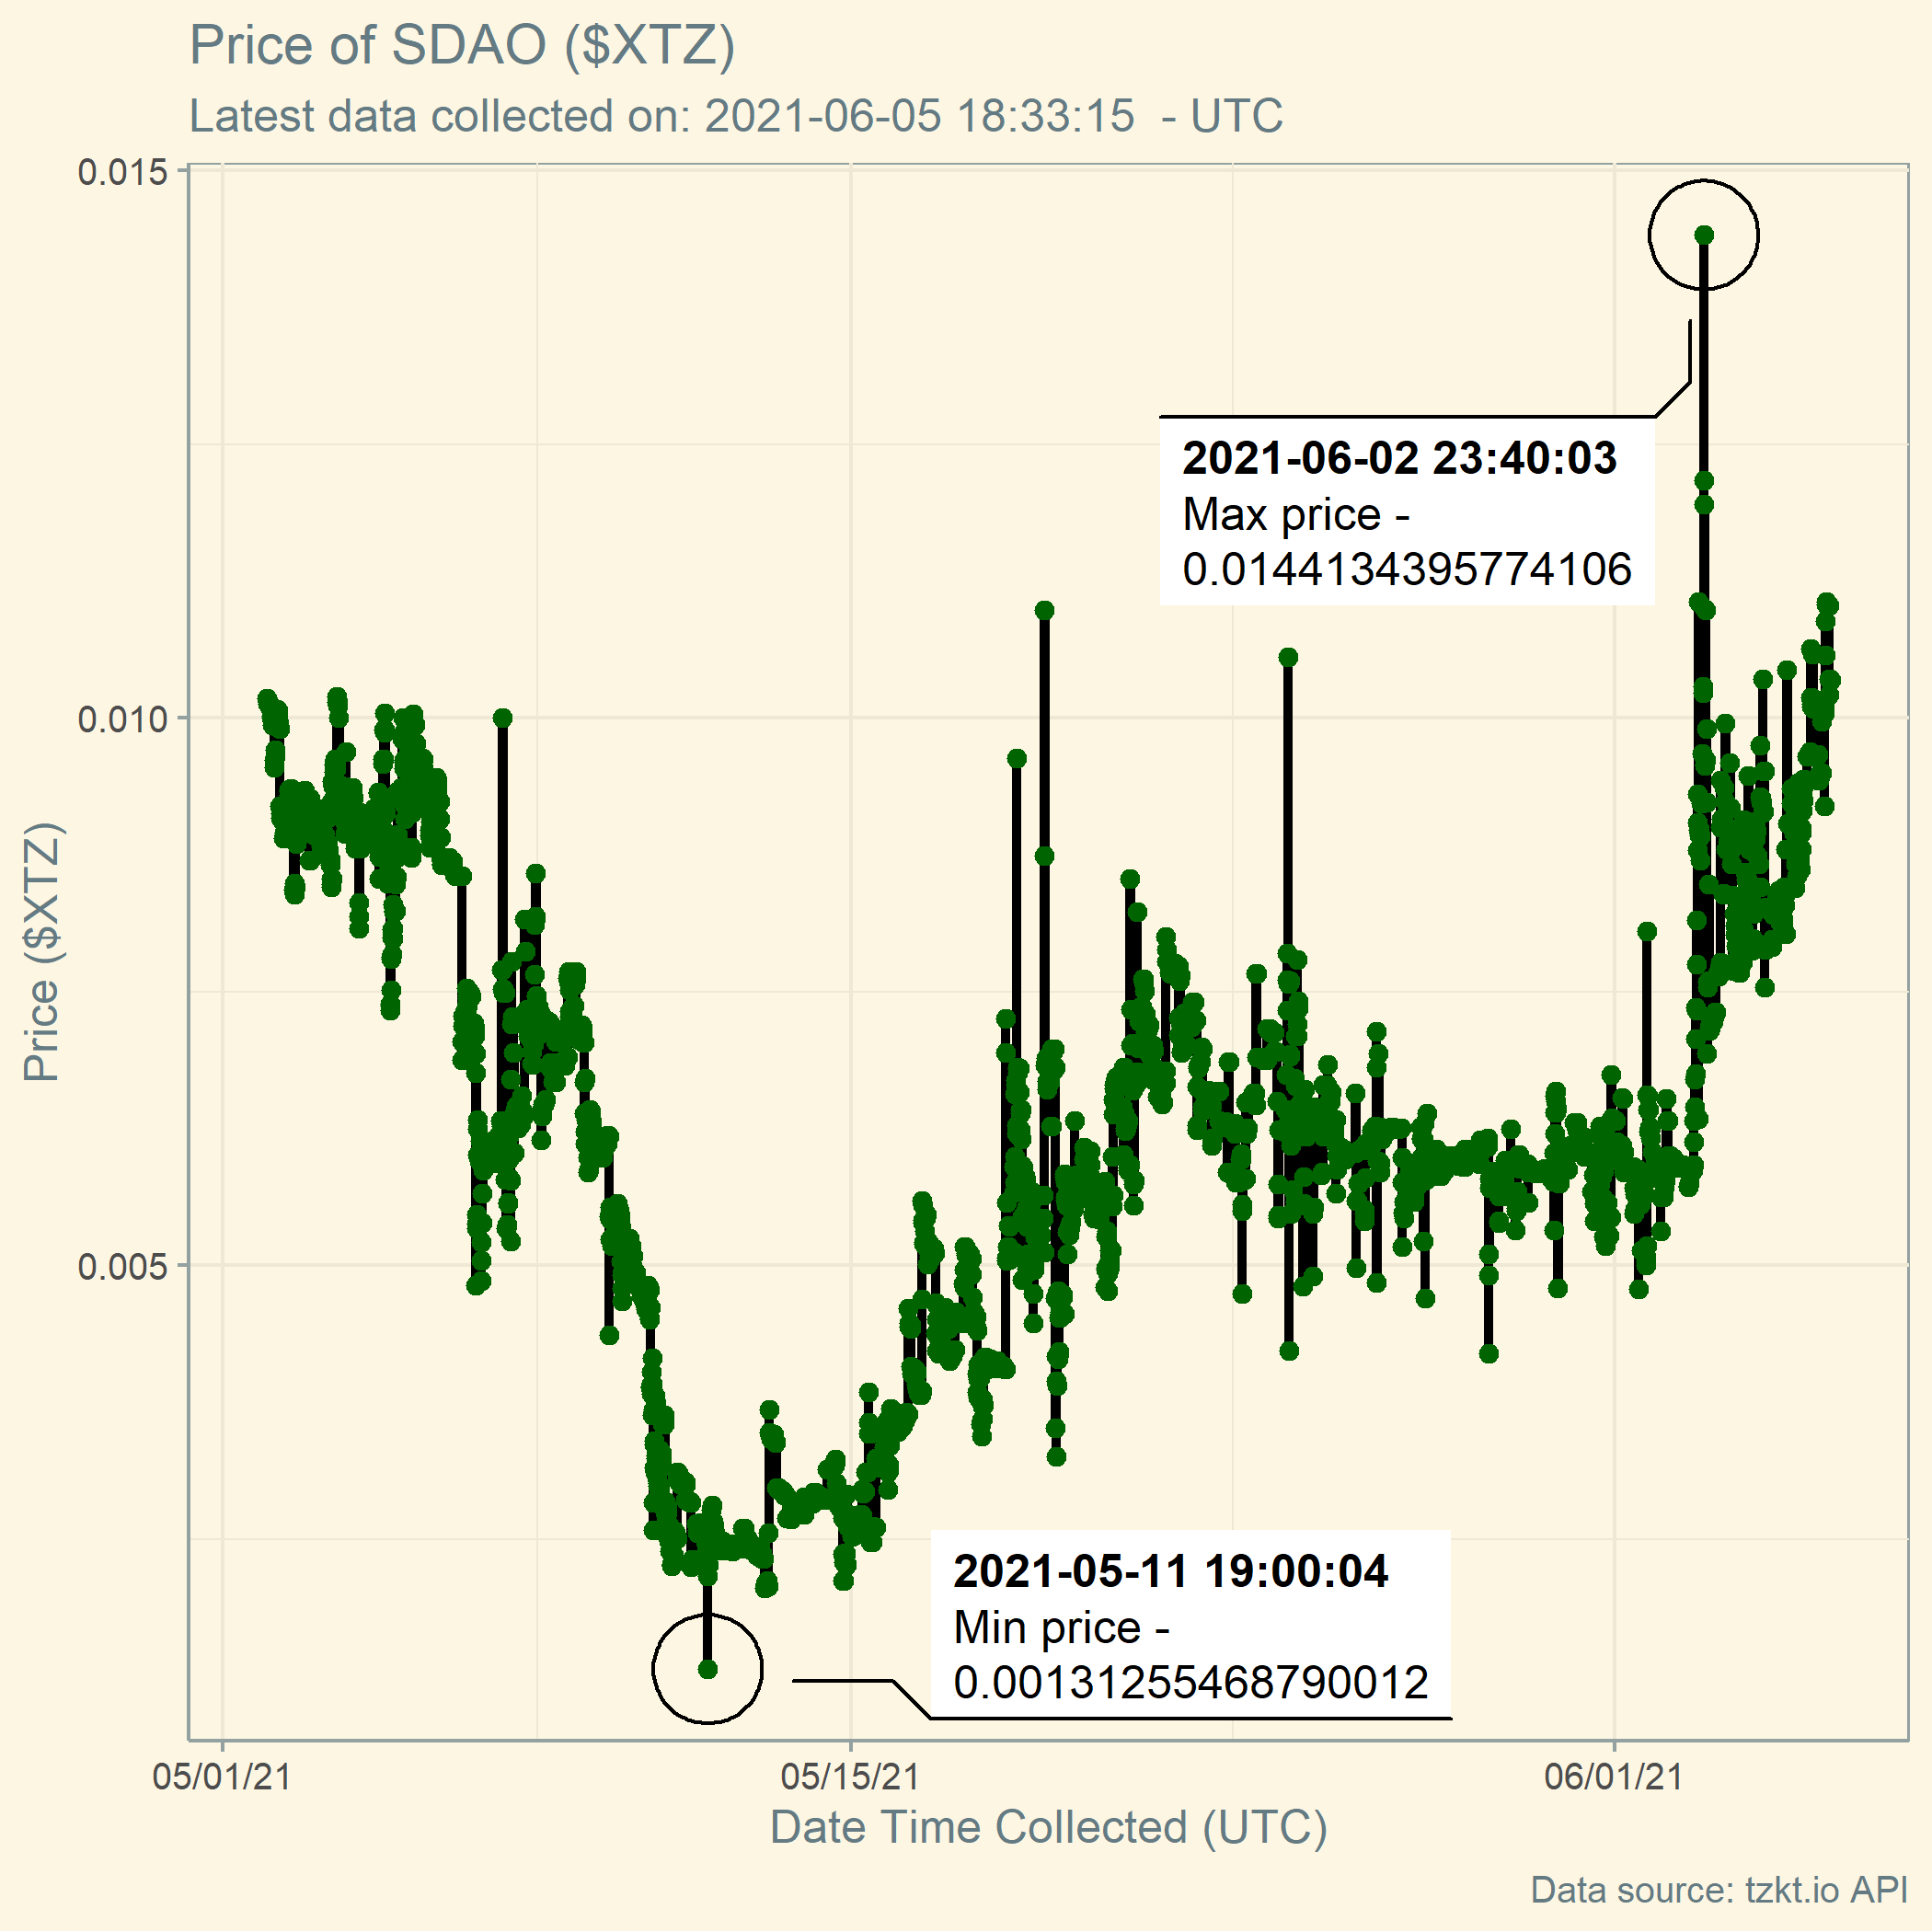 Price of SDAO ($XTZ)
Latest data collected on: 2021-06-05 18:33:15  - UTC
0.015
0.010
0.005
Price ($XTZ)
2021-06-02 23:40:03
Max price -
0.0144134395774106
2021-05-11 19:00:04
Min price -
0.00131255468790012
05/01/21
05/15/21
06/01/21
Date Time Collected (UTC)
Data source: tzkt.io API